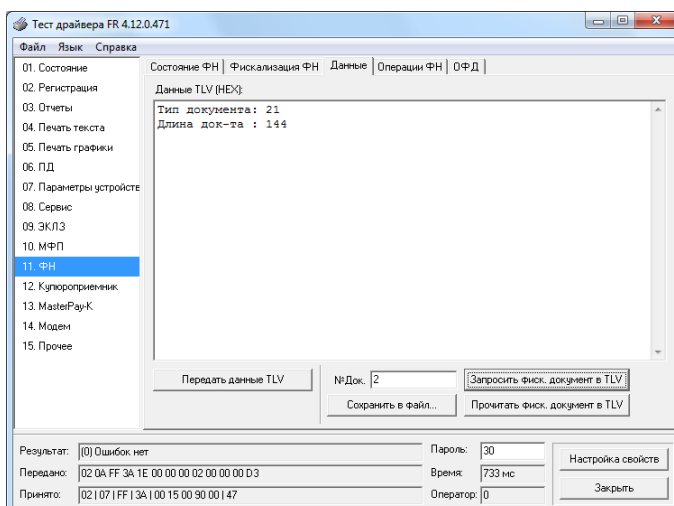 Тест драйвера FR 4.12.0.471
Файл Язык Справка
01. Состояние
02. Регистрация
03. Отчеты
04. Печать текста
05. Печать графики
06. ПД
07. Параметры устройств
08. Сервис
09. ЭКЛЗ
10. МФП
11. ФН
12. Купюроприемник
13. MasterPay-K
14. Модем
15. Прочее
Состояние ФН Фискализация ФН Данные Операции ФН ОФД
Данные TLV (HEX):
Тип документа: 21
Длина док-та : 144
Передать данные TLV №Док. 2 Запросить фиск. документ в TLV
Сохранить в файл... Прочитать фиск. документ в TLV
Результат: (0) Ошибок нет Пароль: 30 Настройка свойств
Передано: 02 0A FF 3A 1E 00 00 00 02 00 00 00 D3 Время: 733 мс
Принято: 02 | 07 | FF | 3A | 00 15 00 90 00 | 47 Оператор: 0 Закрыть